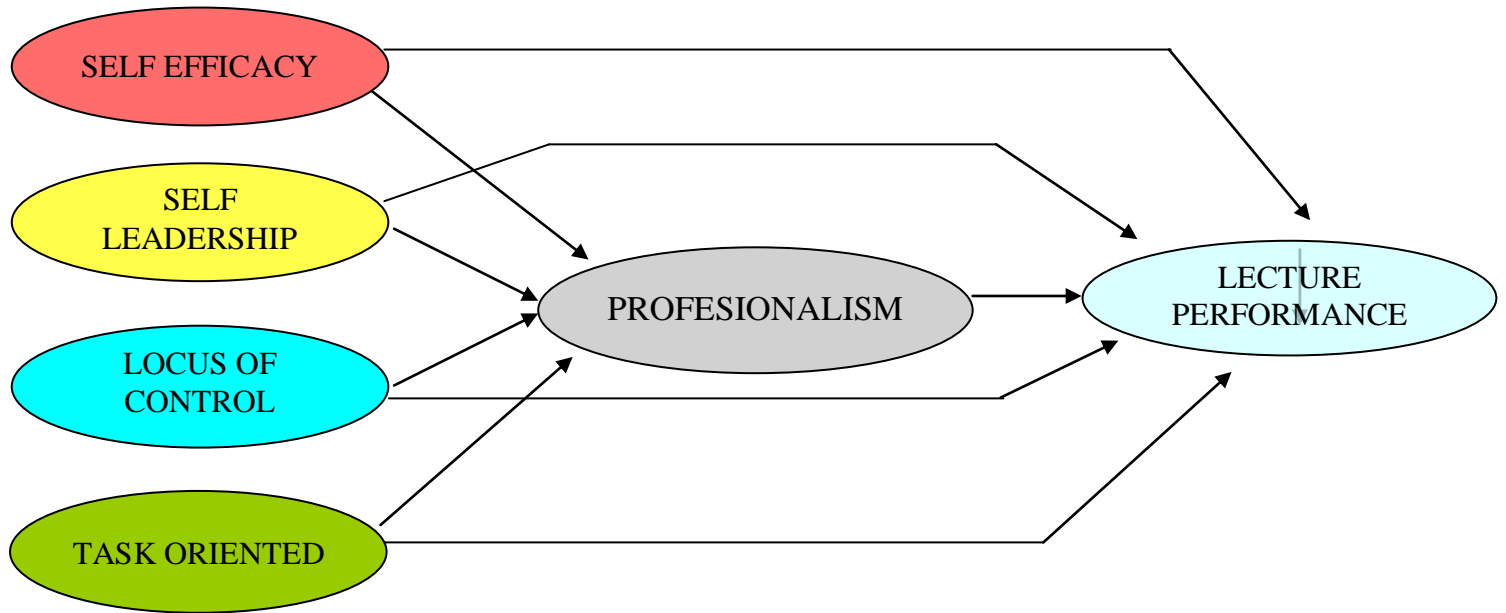 SELF EFFICACY
SELF
LEADERSHIP
LOCUS OF
CONTROL
TASK ORIENTED
PROFESIONALISM
LECTURE
PERFORMANCE